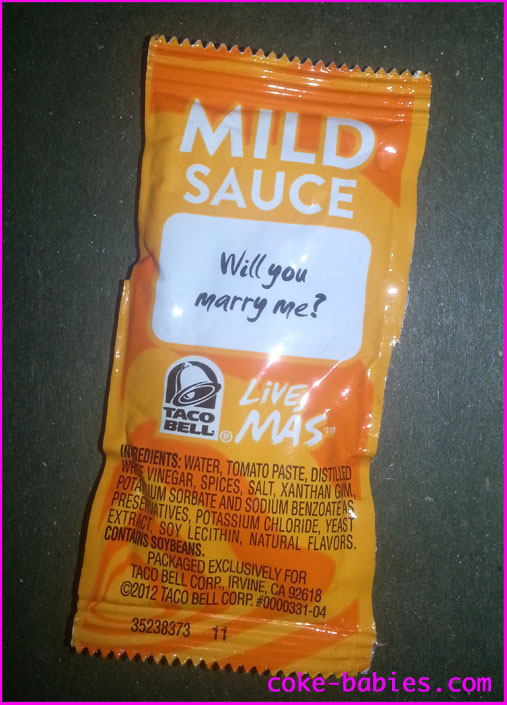 MILD
SAUCE
Will you
marry me?
TACO
BELL®
LIVE
MÁS™
INREDIENTS: WATER, TOMATO PASTE, DISTILLED
WHITE VINEGAR, SPICES, SALT, XANTHAN GUM,
POTASSIUM SORBATE AND SODIUM BENZOATE AS
PRESERVATIVES, POTASSIUM CHLORIDE, YEAST
EXTRACT, SOY LECITHIN, NATURAL FLAVORS.
CONTAINS SOYBEANS.
PACKAGED EXCLUSIVELY FOR
TACO BELL CORP., IRVINE, CA 92618
©2012 TACO BELL CORP. #0000331-04
35238373 11
coke-babies.com